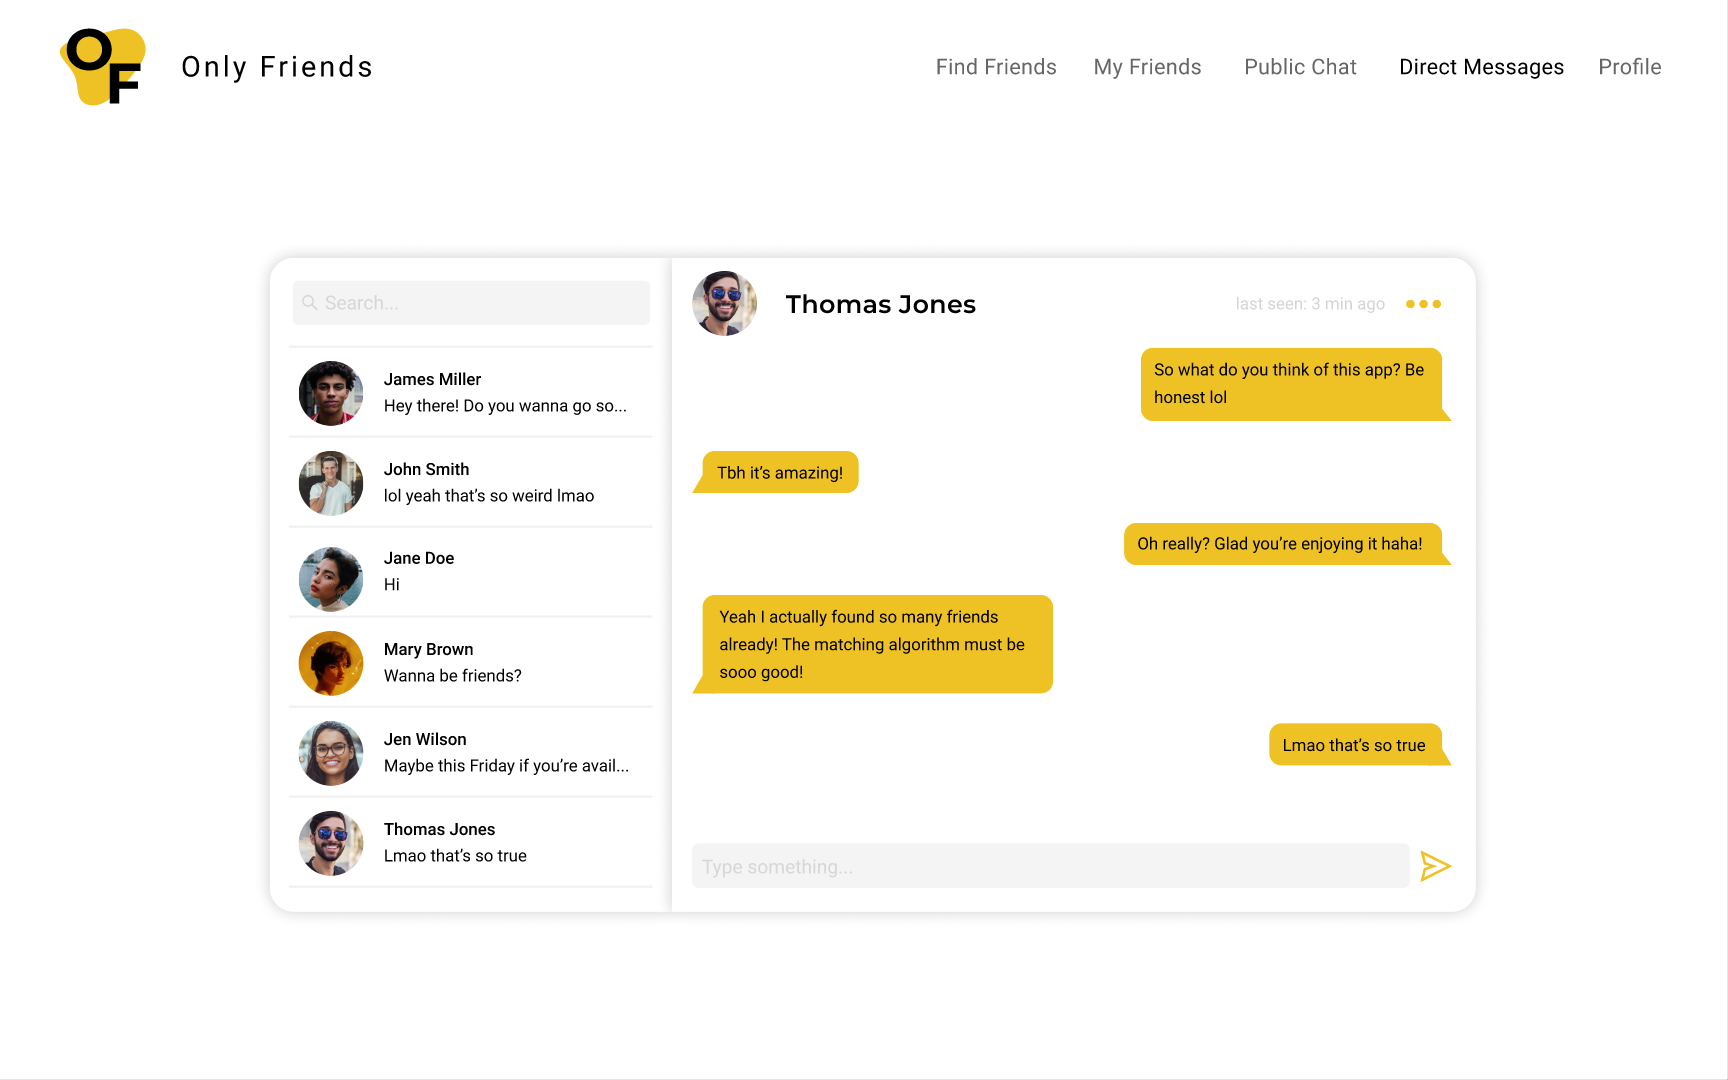 OF
Only Friends
Find Friends
My Friends
Public Chat
Direct Messages
Profile
Search...
James Miller
Hey there! Do you wanna go so...
John Smith
lol yeah that’s so weird lmao
Jane Doe
Hi
Mary Brown
Wanna be friends?
Jen Wilson
Maybe this Friday if you’re avail...
Thomas Jones
Lmao that’s so true
Thomas Jones
last seen: 3 min ago
So what do you think of this app? Be
honest lol
Tbh it’s amazing!
Oh really? Glad you’re enjoying it haha!
Yeah I actually found so many friends
already! The matching algorithm must be
sooo good!
Lmao that’s so true
Type something...